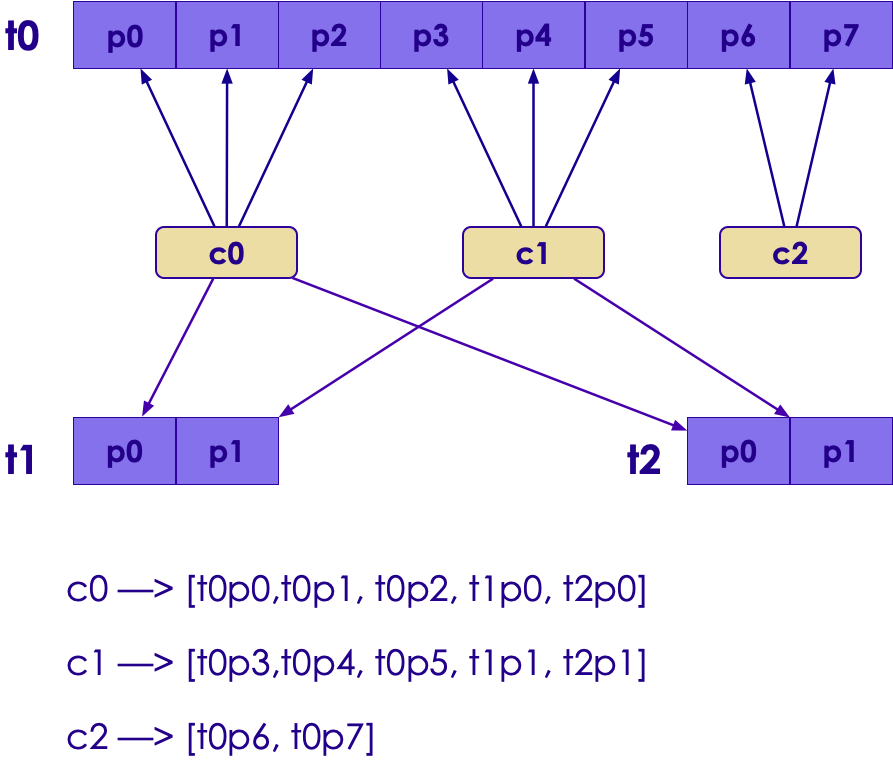 t0 p0 p1 p2 p3 p4 p5 p6 p7
c0 c1 c2
t1 p0 p1 t2 p0 p1
c0 —> [t0p0,t0p1, t0p2, t1p0, t2p0]
c1 —> [t0p3,t0p4, t0p5, t1p1, t2p1]
c2 —> [t0p6, t0p7]